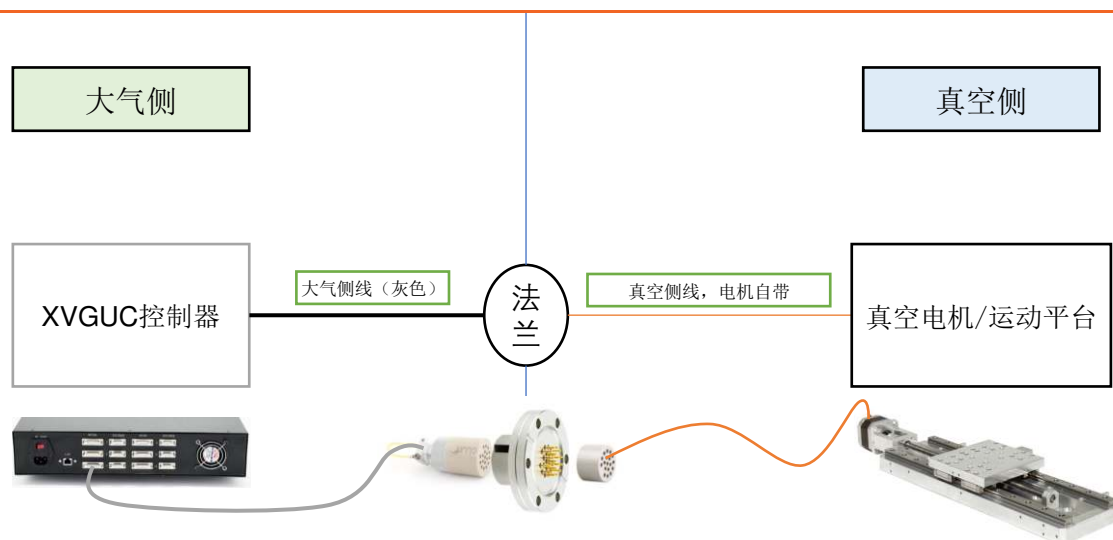 大气侧
真空侧
大气侧线（灰色）
真空侧线，电机自带
XVGUC控制器
法
兰
真空电机/运动平台